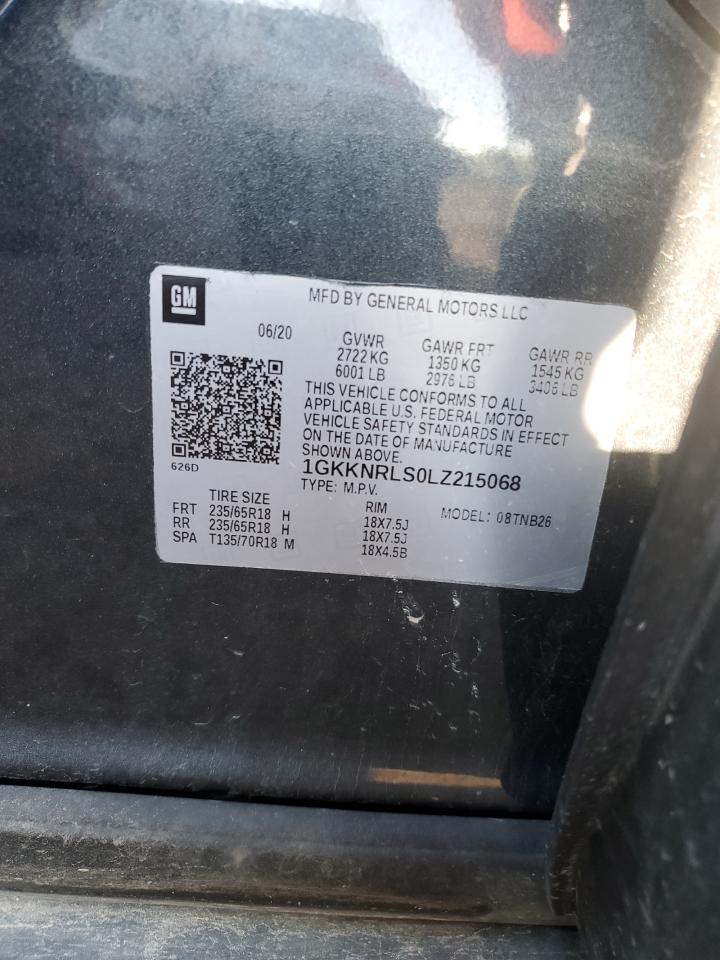 GM
MFD BY GENERAL MOTORS LLC
06/20
GVWR GAWR FRT GAWR RR
2722 KG 1350 KG 1545 KG
6001 LB 2976 LB 3406 LB
THIS VEHICLE CONFORMS TO ALL
APPLICABLE U.S. FEDERAL MOTOR
VEHICLE SAFETY STANDARDS IN EFFECT
ON THE DATE OF MANUFACTURE
SHOWN ABOVE.
626D
1GKKNRLS0LZ215068
TYPE: M.P.V.
TIRE SIZE RIM MODEL: 08TNB26
FRT 235/65R18 H 18X7.5J
RR 235/65R18 H 18X7.5J
SPA T135/70R18 M 18X4.5B